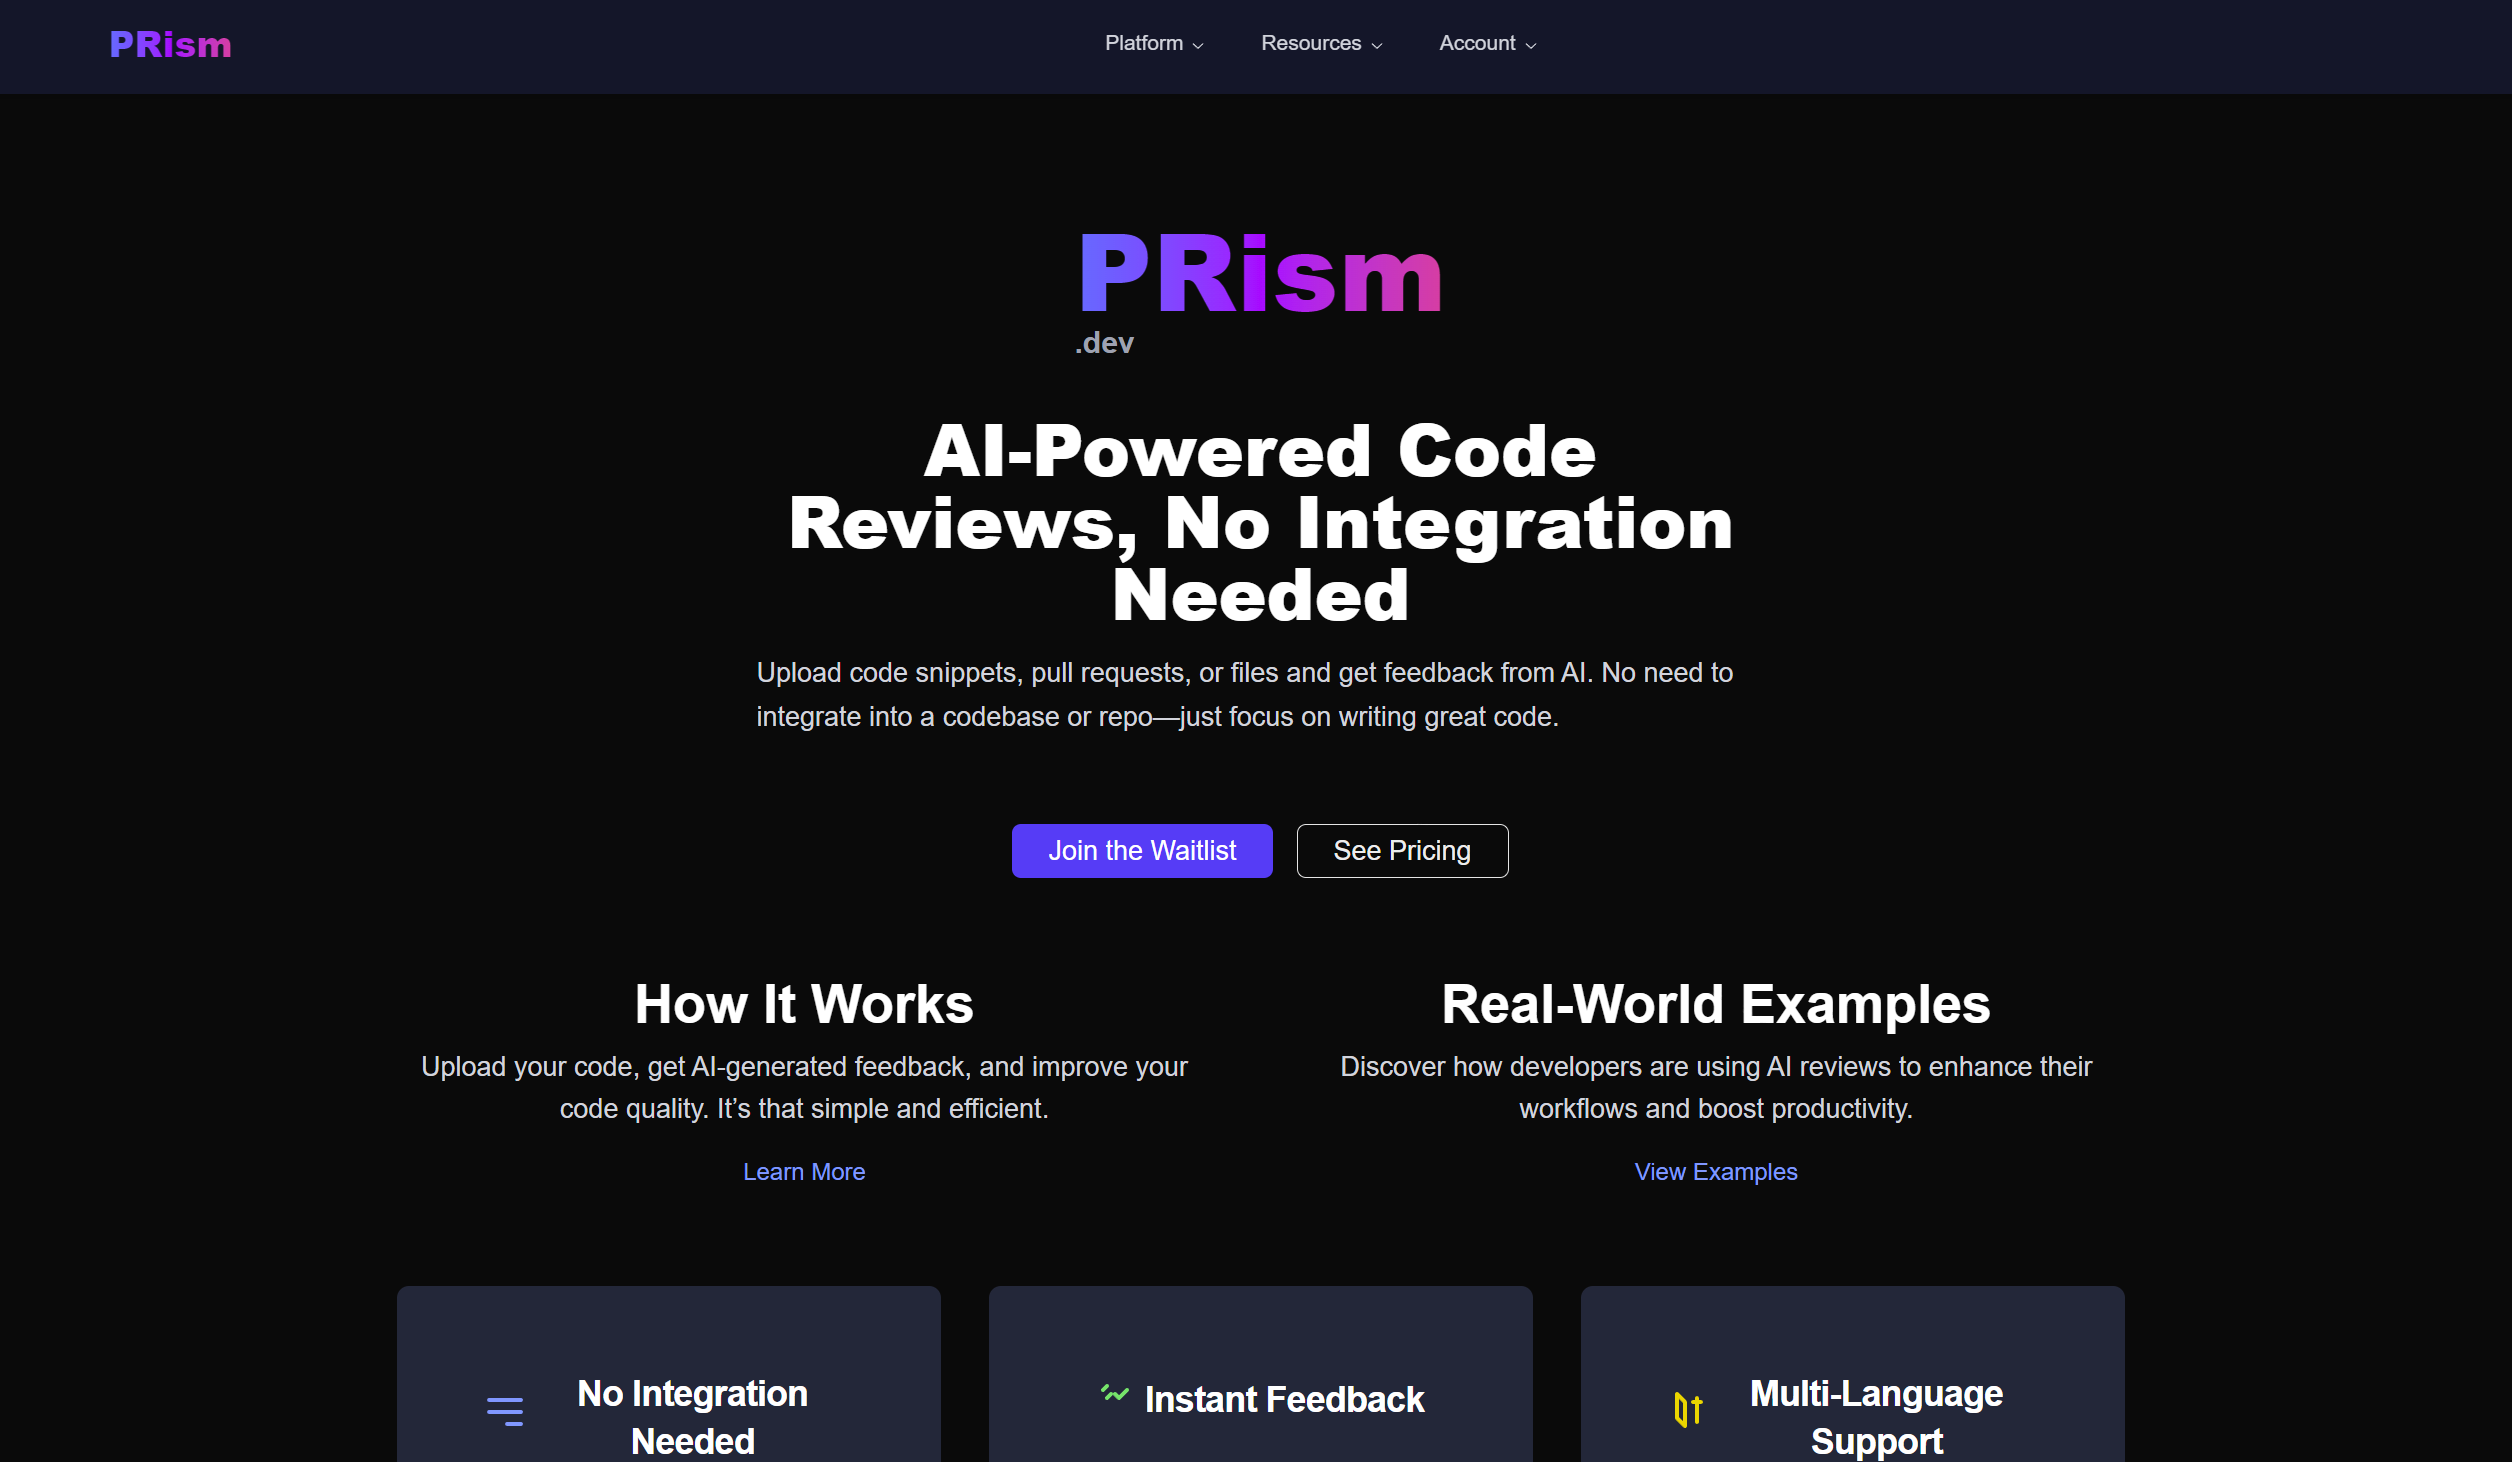 PRism
Platform
Resources
Account
PRism
.dev
AI-Powered Code
Reviews, No Integration
Needed
Upload code snippets, pull requests, or files and get feedback from AI. No need to
integrate into a codebase or repo—just focus on writing great code.
Join the Waitlist
See Pricing
How It Works
Upload your code, get AI-generated feedback, and improve your
code quality. It’s that simple and efficient.
Learn More
Real-World Examples
Discover how developers are using AI reviews to enhance their
workflows and boost productivity.
View Examples
No Integration
Needed
Instant Feedback
Multi-Language
Support